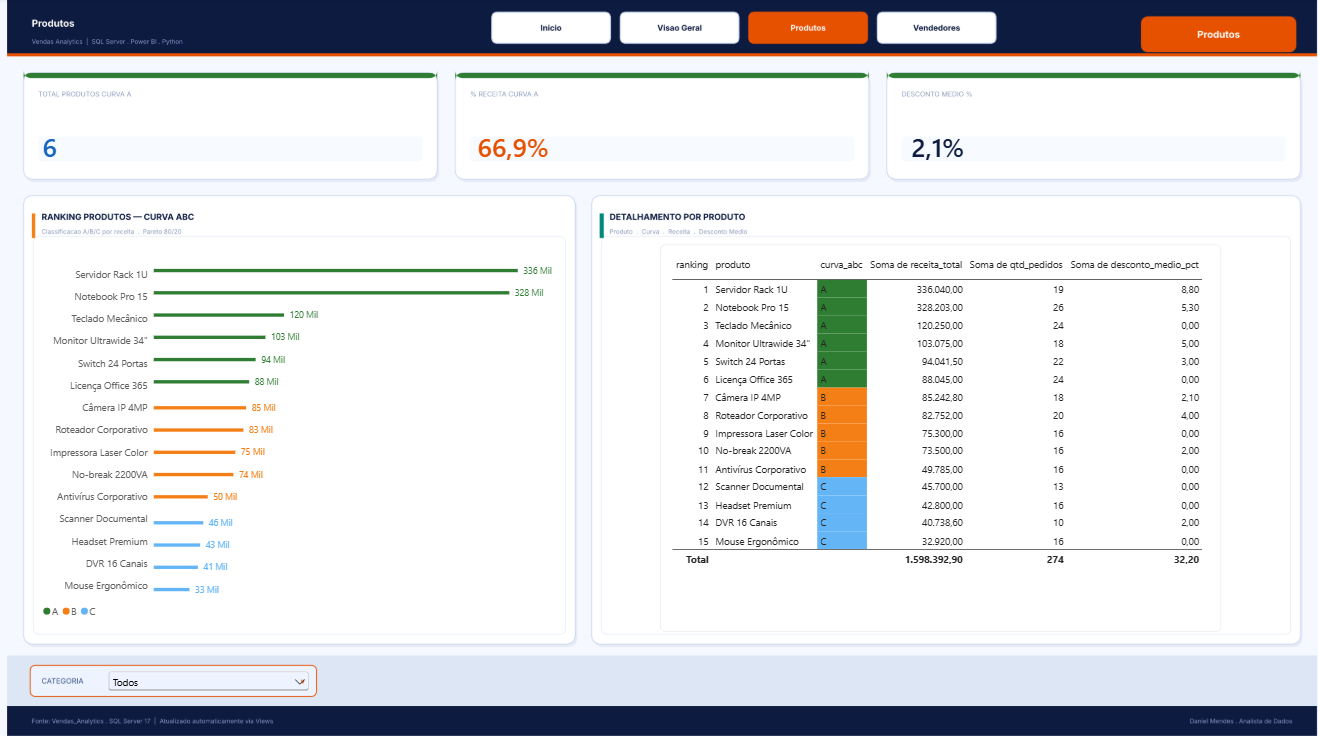 Produtos
Vendas Analytics | SQL Server . Power BI . Python
Inicio
Visao Geral
Produtos
Vendedores
Produtos
TOTAL PRODUTOS CURVA A
6
% RECEITA CURVA A
66,9%
DESCONTO MEDIO %
2,1%
RANKING PRODUTOS — CURVA ABC
Classificacao A/B/C por receita . Pareto 80/20
Servidor Rack 1U 336 Mil
Notebook Pro 15 328 Mil
Teclado Mecânico 120 Mil
Monitor Ultrawide 34" 103 Mil
Switch 24 Portas 94 Mil
Licença Office 365 88 Mil
Câmera IP 4MP 85 Mil
Roteador Corporativo 83 Mil
Impressora Laser Color 75 Mil
No-break 2200VA 74 Mil
Antivírus Corporativo 50 Mil
Scanner Documental 46 Mil
Headset Premium 43 Mil
DVR 16 Canais 41 Mil
Mouse Ergonômico 33 Mil
A B C
DETALHAMENTO POR PRODUTO
Produto . Curva . Receita . Desconto Medio
ranking produto curva_abc Soma de receita_total Soma de qtd_pedidos Soma de desconto_medio_pct
1 Servidor Rack 1U A 336.040,00 19 8,80
2 Notebook Pro 15 A 328.203,00 26 5,30
3 Teclado Mecânico A 120.250,00 24 0,00
4 Monitor Ultrawide 34" A 103.075,00 18 5,00
5 Switch 24 Portas A 94.041,50 22 3,00
6 Licença Office 365 A 88.045,00 24 0,00
7 Câmera IP 4MP B 85.242,80 18 2,10
8 Roteador Corporativo B 82.752,00 20 4,00
9 Impressora Laser Color B 75.300,00 16 0,00
10 No-break 2200VA B 73.500,00 16 2,00
11 Antivírus Corporativo B 49.785,00 16 0,00
12 Scanner Documental C 45.700,00 13 0,00
13 Headset Premium C 42.800,00 16 0,00
14 DVR 16 Canais C 40.738,60 10 2,00
15 Mouse Ergonômico C 32.920,00 16 0,00
Total 1.598.392,90 274 32,20
CATEGORIA
Todos
Fonte: Vendas_Analytics . SQL Server 17 | Atualizado automaticamente via Views
Daniel Mendes . Analista de Dados